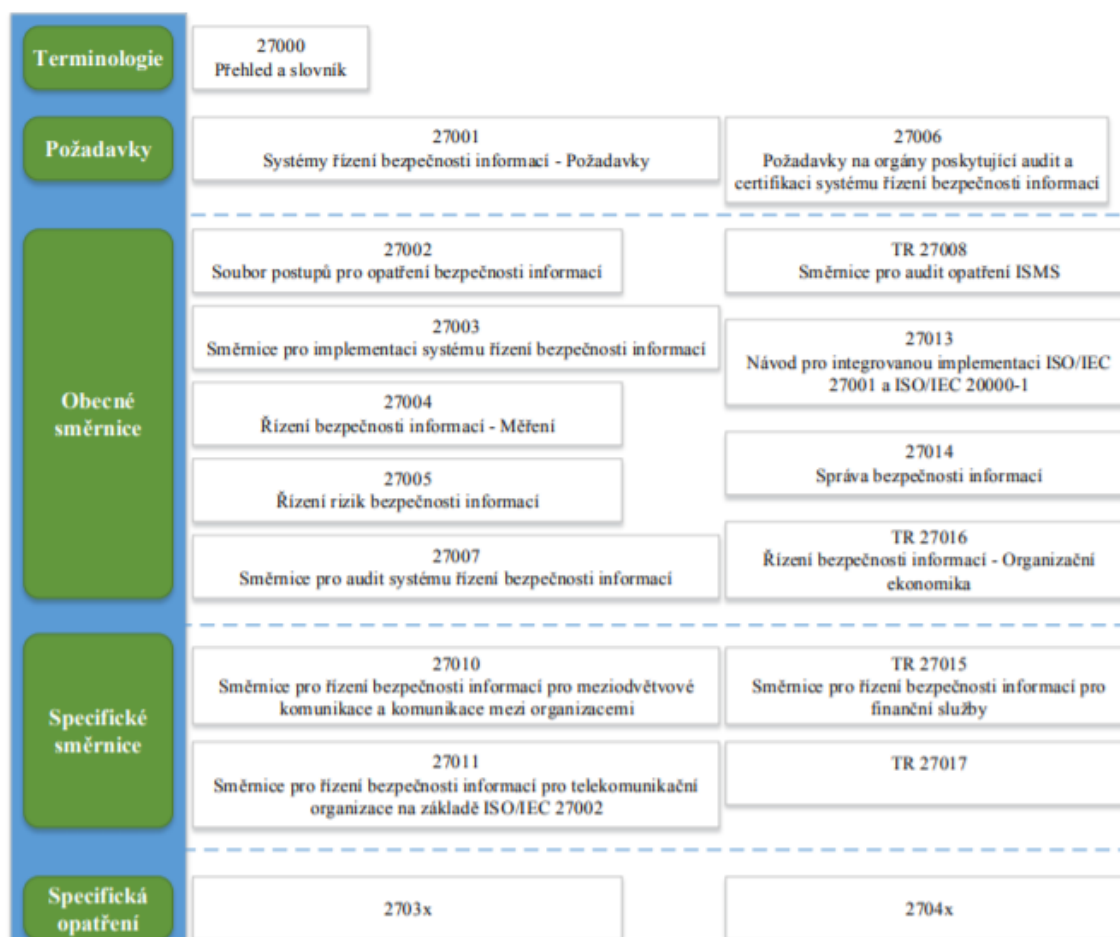 Terminologie
27000
Přehled a slovník
Požadavky
27001
Systémy řízení bezpečnosti informací - Požadavky
27006
Požadavky na orgány poskytující audit a
certifikaci systému řízení bezpečnosti informací
Obecné
směrnice
27002
Soubor postupů pro opatření bezpečnosti informací
27003
Směrnice pro implementaci systému řízení bezpečnosti informací
27004
Řízení bezpečnosti informací - Měření
27005
Řízení rizik bezpečnosti informací
27007
Směrnice pro audit systému řízení bezpečnosti informací
TR 27008
Směrnice pro audit opatření ISMS
27013
Návod pro integrovanou implementaci ISO/IEC
27001 a ISO/IEC 20000-1
27014
Správa bezpečnosti informací
TR 27016
Řízení bezpečnosti informací - Organizační
ekonomika
Specifické
směrnice
27010
Směrnice pro řízení bezpečnosti informací pro meziodvětvové
komunikace a komunikace mezi organizacemi
27011
Směrnice pro řízení bezpečnosti informací pro telekomunikační
organizace na základě ISO/IEC 27002
TR 27015
Směrnice pro řízení bezpečnosti informací pro
finanční služby
TR 27017
Specifická
opatření
2703x
2704x